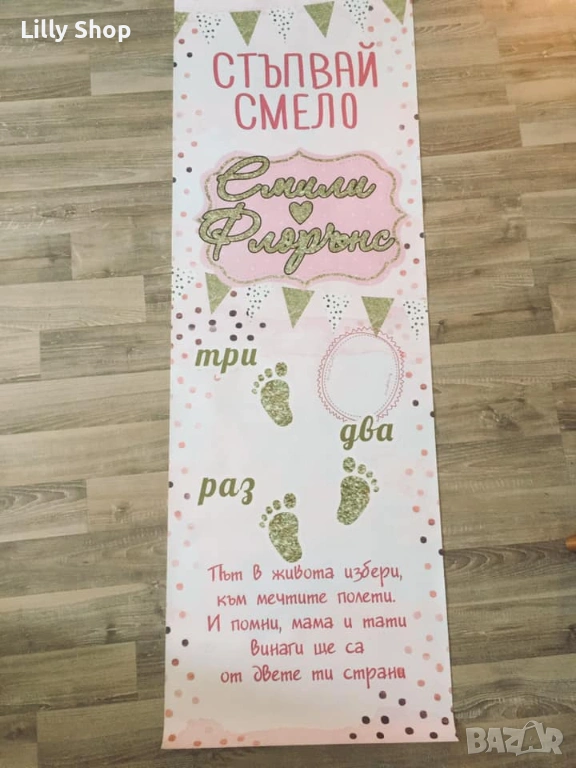 Lilly Shop
СТЪПВАЙ
СМЕЛО
Емили
Флорънс
три
два
раз
Път в живота избери,
към мечтите полети.
И помни, мама и тати
винаги ще са
от двете ти страни
BAZAR